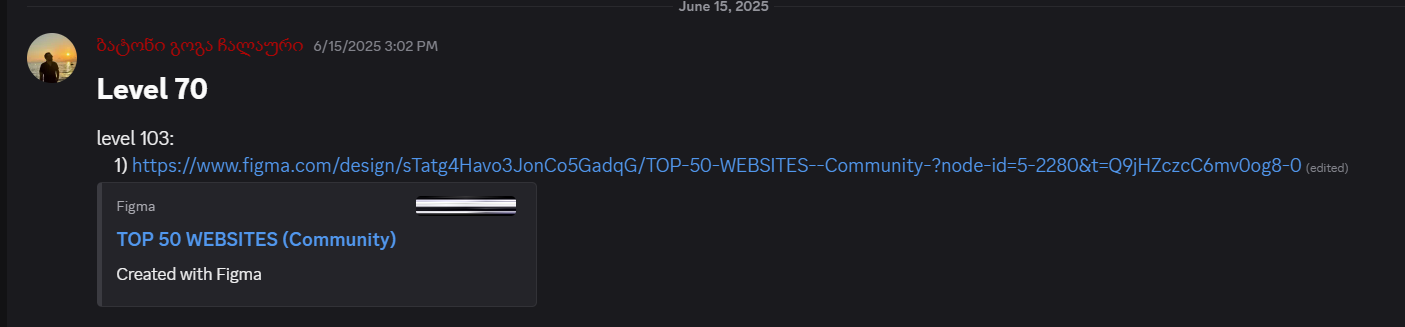 June 15, 2025
ბატონი გოგა ჩალაური 6/15/2025 3:02 PM
Level 70
level 103:
1) https://www.figma.com/design/sTatg4Havo3JonCo5GadqG/TOP-50-WEBSITES--Community-?node-id=5-2280&t=Q9jHZczcC6mv0og8-0 (edited)
Figma
TOP 50 WEBSITES (Community)
Created with Figma